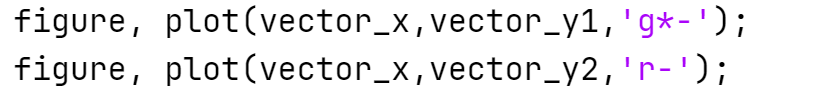 figure, plot(vector_x,vector_y1,'g*-');
figure, plot(vector_x,vector_y2,'r-');